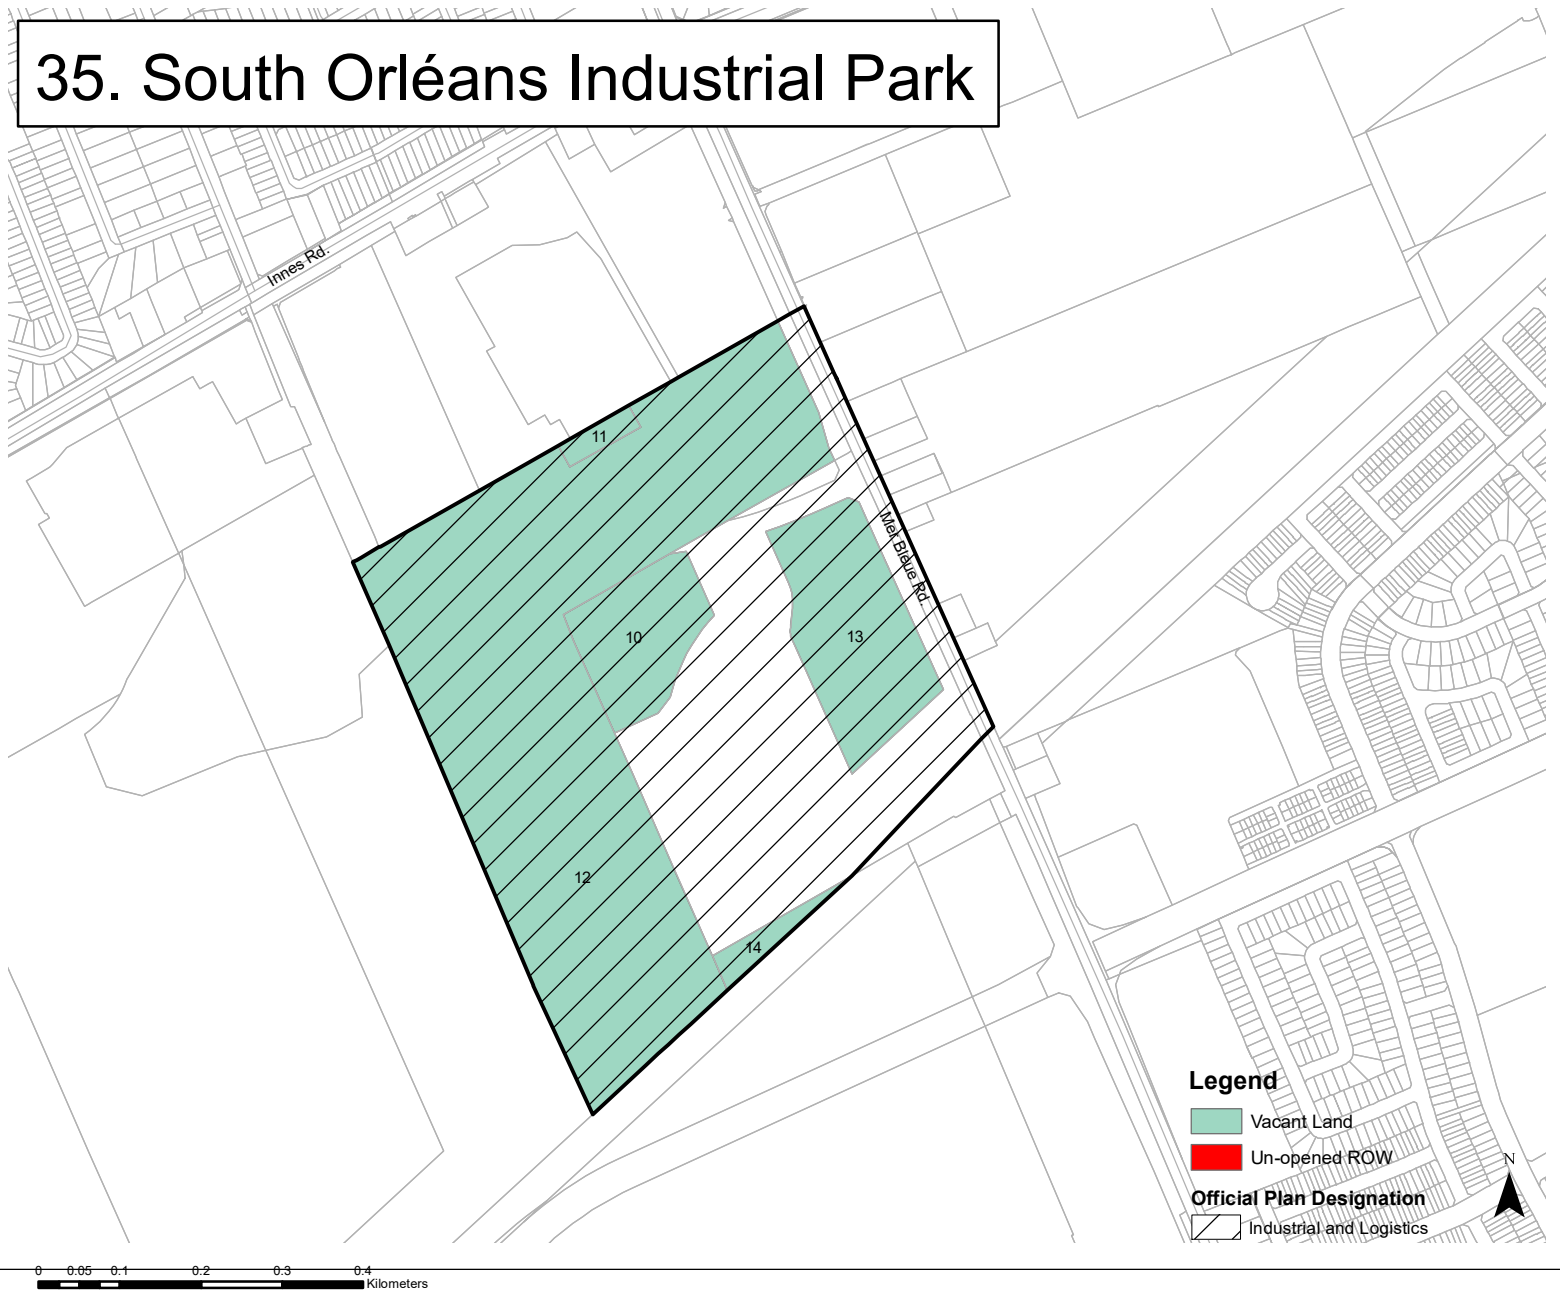 35. South Orléans Industrial Park
Innes Rd.
11
Mer Bleue Rd.
10
13
12
14
Legend
Vacant Land
Un-opened ROW
N
Official Plan Designation
Industrial and Logistics
0 0.05 0.1 0.2 0.3 0.4
Kilometers